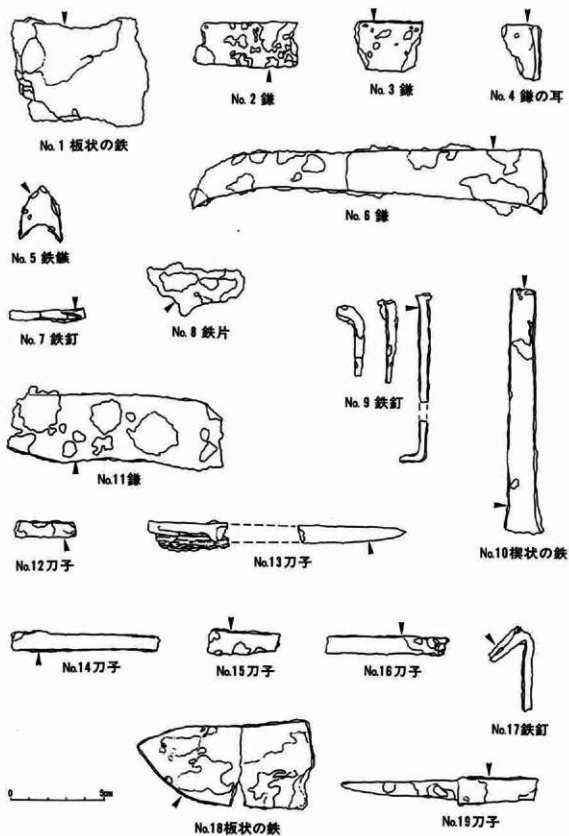 No.1 板状の鉄
No.2 鎌
No.3 鎌
No.4 鎌の耳
No.5 鉄鏃
No.6 鎌
No.7 鉄釘
No.8 鉄片
No.9 鉄釘
No.10 楔状の鉄
No.11 鎌
No.12 刀子
No.13 刀子
No.14 刀子
No.15 刀子
No.16 刀子
No.17 鉄釘
No.18 板状の鉄
No.19 刀子
0 5cm